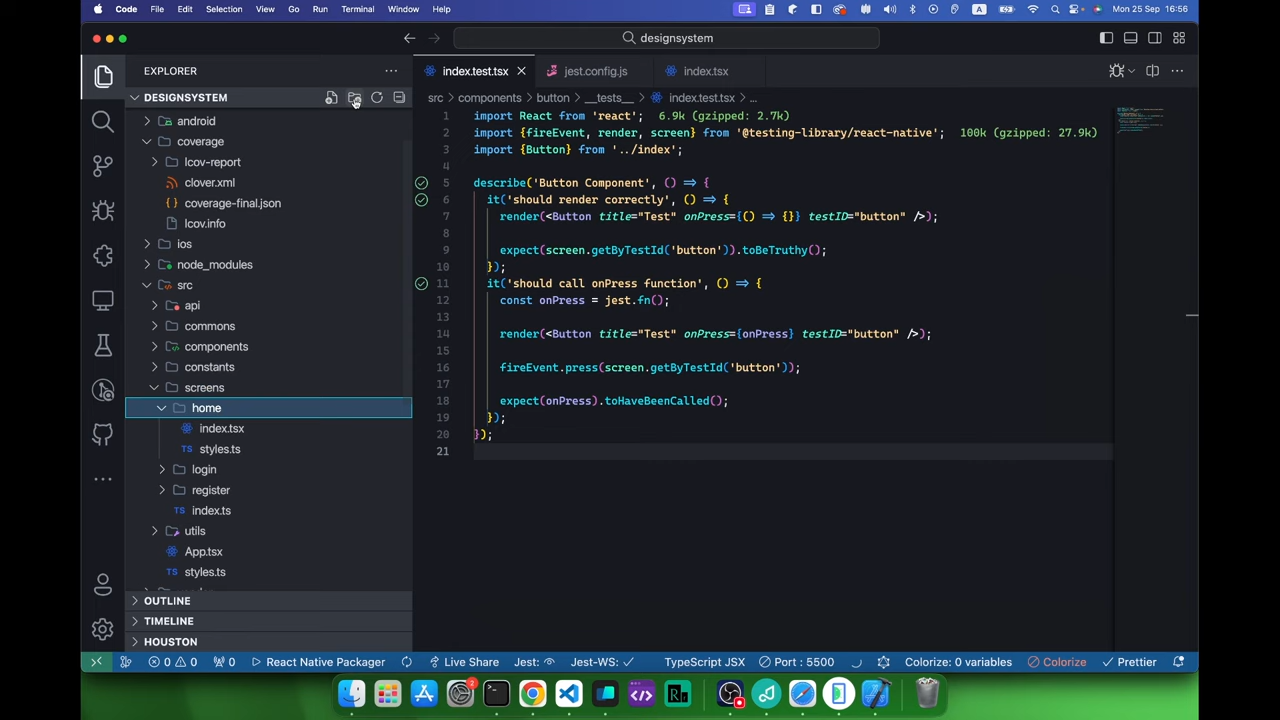 Code File Edit Selection View Go Run Terminal Window Help A Mon 25 Sep 16:56
designsystem
EXPLORER
DESIGNSYSTEM
android
coverage
lcov-report
clover.xml
{ } coverage-final.json
lcov.info
ios
node_modules
src
api
commons
components
constants
screens
home
index.tsx
TS styles.ts
login
register
index.ts
utils
App.tsx
TS styles.ts
OUTLINE
TIMELINE
HOUSTON
index.test.tsx jest.config.js index.tsx
src > components > button > __tests__ > index.test.tsx > ...
1 import React from 'react'; 6.9k (gzipped: 2.7k)
2 import {fireEvent, render, screen} from '@testing-library/react-native'; 100k (gzipped: 27.9k)
3 import {Button} from '../index';
4
5 describe('Button Component', () => {
6 it('should render correctly', () => {
7 render(<Button title="Test" onPress={() => {}} testID="button" />);
8
9 expect(screen.getByTestId('button')).toBeTruthy();
10 });
11 it('should call onPress function', () => {
12 const onPress = jest.fn();
13
14 render(<Button title="Test" onPress={onPress} testID="button" />);
15
16 fireEvent.press(screen.getByTestId('button'));
17
18 expect(onPress).toHaveBeenCalled();
19 });
20 });
21
0 0 0 React Native Packager Live Share Jest: Jest-WS: TypeScript JSX Port : 5500 Colorize: 0 variables Colorize Prettier
2